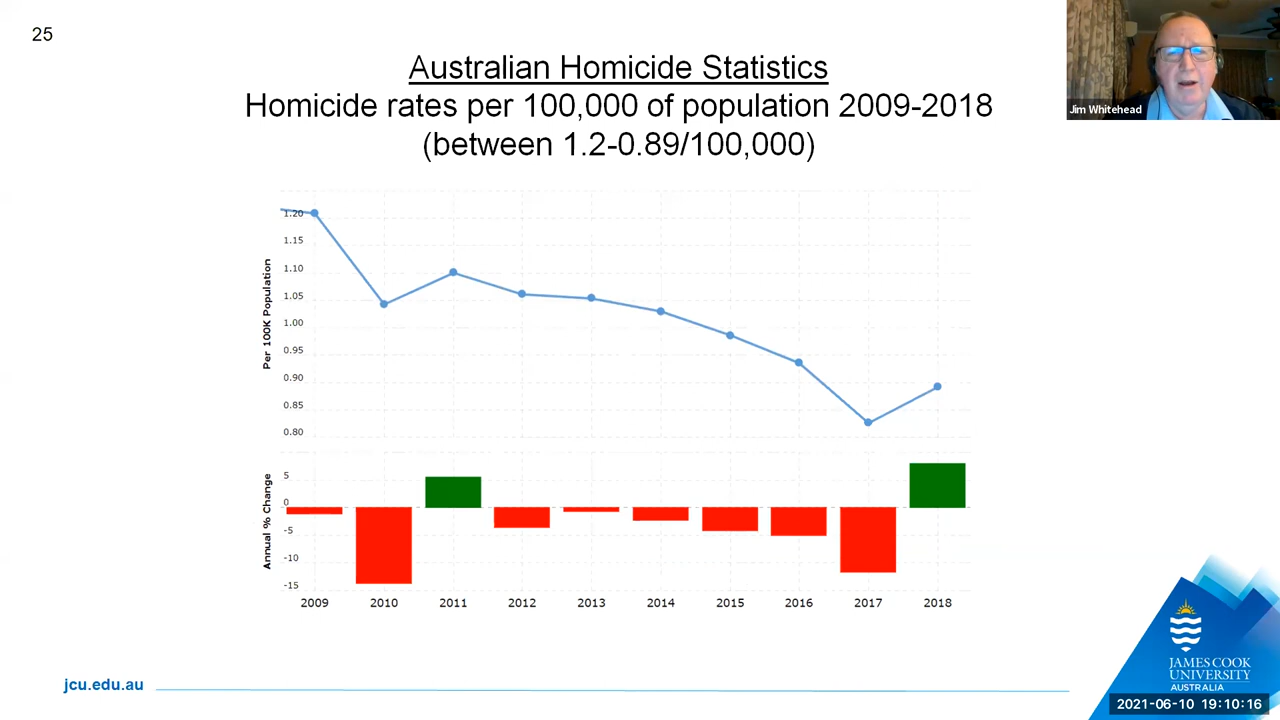 25
Australian Homicide Statistics
Homicide rates per 100,000 of population 2009-2018
(between 1.2-0.89/100,000)
Jim Whitehead
Per 100K Population
1.20
1.15
1.10
1.05
1.00
0.95
0.90
0.85
0.80
Annual % Change
5
0
-5
-10
-15
2009 2010 2011 2012 2013 2014 2015 2016 2017 2018
jcu.edu.au
JAMES COOK
UNIVERSITY
AUSTRALIA
2021-06-10 19:10:16